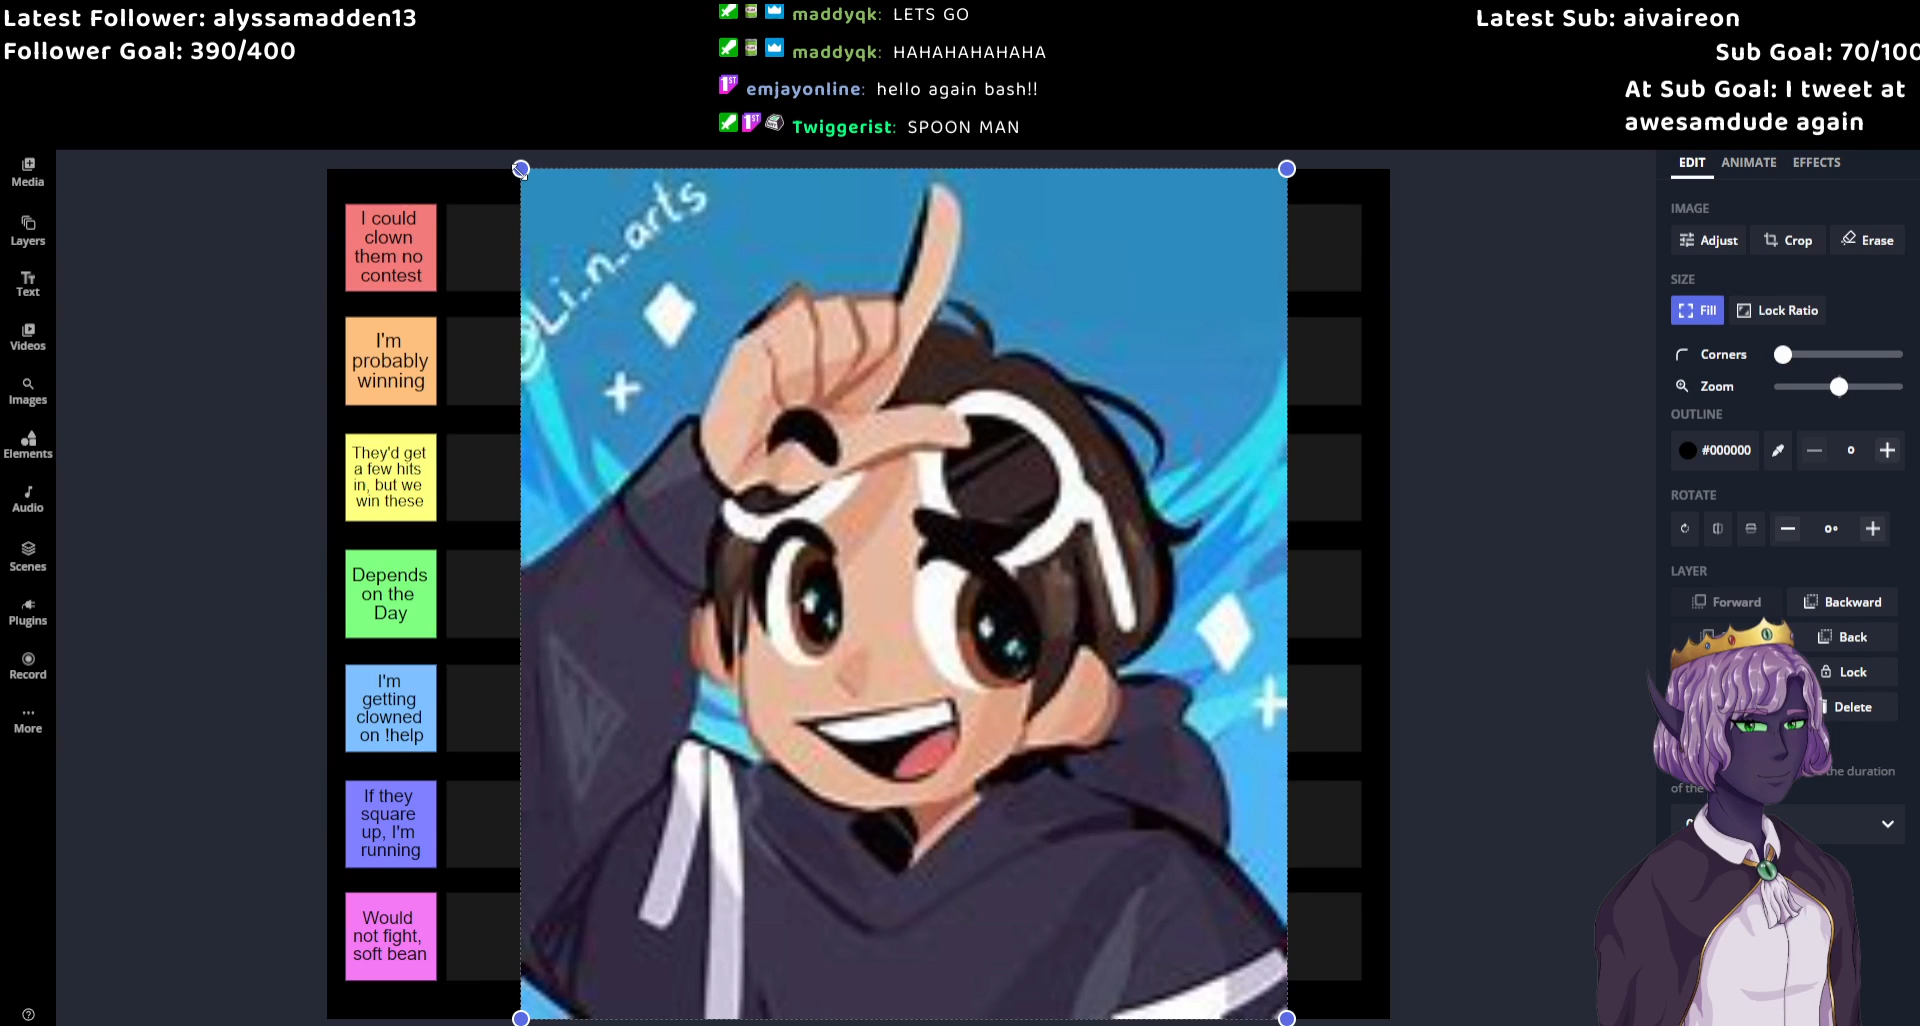 Latest Follower: alyssamadden13
Follower Goal: 390/400
maddyqk: LETS GO
maddyqk: HAHAHAHAHAHA
1ST emjayonline: hello again bash!!
1ST Twiggerist: SPOON MAN
Latest Sub: aivaireon
Sub Goal: 70/100
At Sub Goal: I tweet at
awesamdude again
Media
Layers
Text
Videos
Images
Elements
Audio
Scenes
Plugins
Record
More
I could
clown
them no
contest
I'm
probably
winning
They'd get
a few hits
in, but we
win these
Depends
on the
Day
I'm
getting
clowned
on !help
If they
square
up, I'm
running
Would
not fight,
soft bean
@Li_n_arts
EDIT ANIMATE EFFECTS
IMAGE
Adjust Crop Erase
SIZE
Fill Lock Ratio
Corners
Zoom
OUTLINE
#000000 0
ROTATE
0°
LAYER
Forward Backward
Back
Lock
Delete
the duration
of the